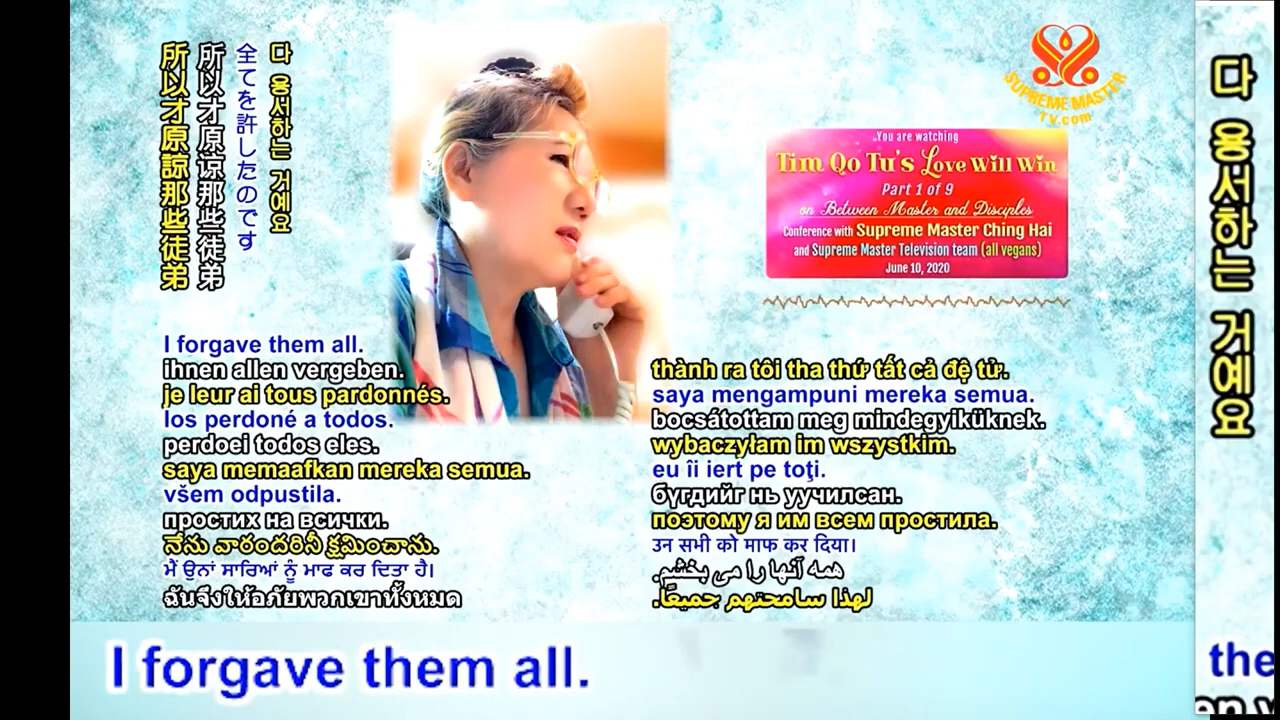 다 용서하는 거예요
全てを許したのです
所以才原谅那些徒弟
所以才原諒那些徒弟
SUPREME MASTER
TV.com
You are watching
Tim Qo Tu's Love Will Win
Part 1 of 9
on Between Master and Disciples
Conference with Supreme Master Ching Hai
and Supreme Master Television team (all vegans)
June 10, 2020
I forgave them all.
ihnen allen vergeben.
je leur ai tous pardonnés.
los perdoné a todos.
perdoei todos eles.
saya memaafkan mereka semua.
všem odpustila.
простих на всички.
నేను వారందరినీ క్షమించాను.
ਮੈਂ ਉਨਾਂ ਸਾਰਿਆਂ ਨੂੰ ਮਾਫ ਕਰ ਦਿਤਾ ਹੈ।
ฉันจึงให้อภัยพวกเขาทั้งหมด
thành ra tôi tha thứ tất cả đệ tử.
saya mengampuni mereka semua.
bocsátottam meg mindegyiküknek.
wybaczyłam im wszystkim.
eu îi iert pe toţi.
бүгдийг нь уучилсан.
поэтому я им всем простила.
उन सभी को माफ कर दिया।
همه آنها را می بخشم.
لهذا سامحتهم جميعًا.
I forgave them all.
다 용서하는 거예요
the